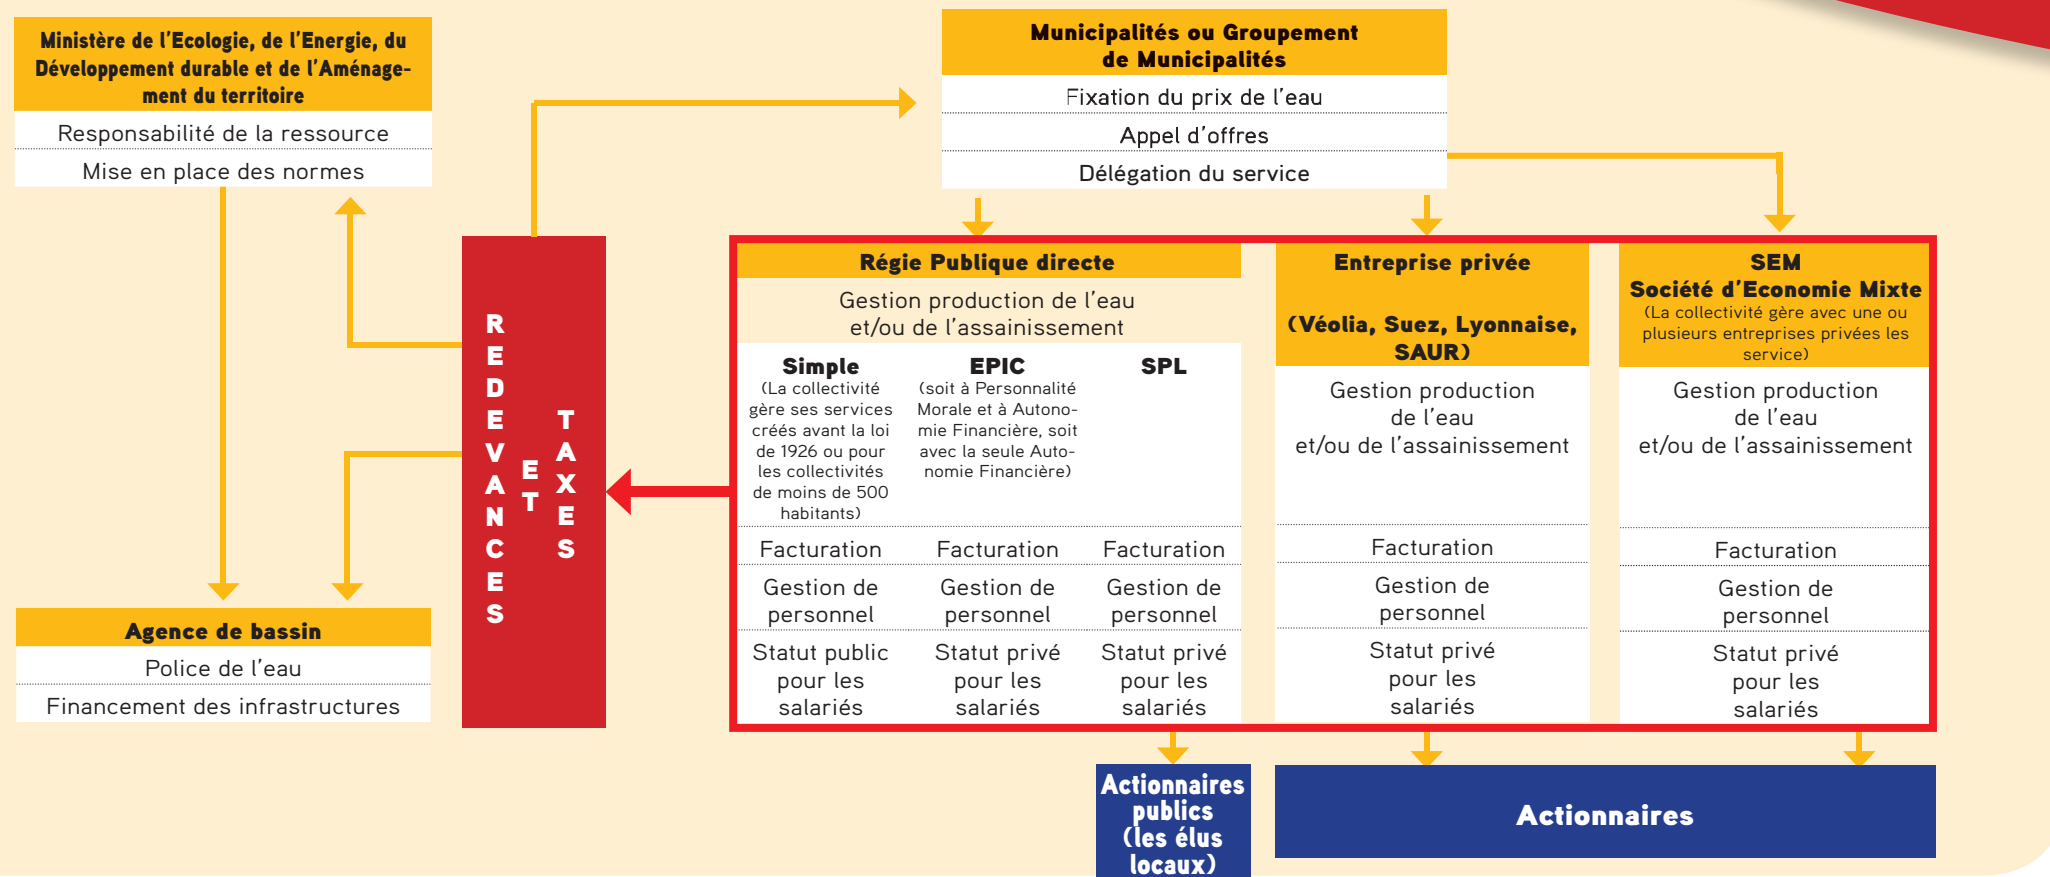 Ministère de l'Ecologie, de l'Energie, du
Développement durable et de l'Aménage-
ment du territoire
Responsabilité de la ressource
Mise en place des normes
Municipalités ou Groupement
de Municipalités
Fixation du prix de l'eau
Appel d'offres
Délégation du service
REDEVANCES
ET
TAXES
Régie Publique directe
Gestion production de l'eau
et/ou de l'assainissement
Simple
(La collectivité
gère ses services
créés avant la loi
de 1926 ou pour
les collectivités
de moins de 500
habitants)
Facturation
Gestion de
personnel
Statut public
pour les
salariés
EPIC
(soit à Personnalité
Morale et à Autono-
mie Financière, soit
avec la seule Auto-
nomie Financière)
Facturation
Gestion de
personnel
Statut privé
pour les
salariés
SPL
Facturation
Gestion de
personnel
Statut privé
pour les
salariés
Entreprise privée
(Véolia, Suez, Lyonnaise,
SAUR)
Gestion production
de l'eau
et/ou de l'assainissement
Facturation
Gestion de
personnel
Statut privé
pour les
salariés
SEM
Société d'Economie Mixte
(La collectivité gère avec une ou
plusieurs entreprises privées les
service)
Gestion production
de l'eau
et/ou de l'assainissement
Facturation
Gestion de
personnel
Statut privé
pour les
salariés
Agence de bassin
Police de l'eau
Financement des infrastructures
Actionnaires
publics
(les élus
locaux)
Actionnaires